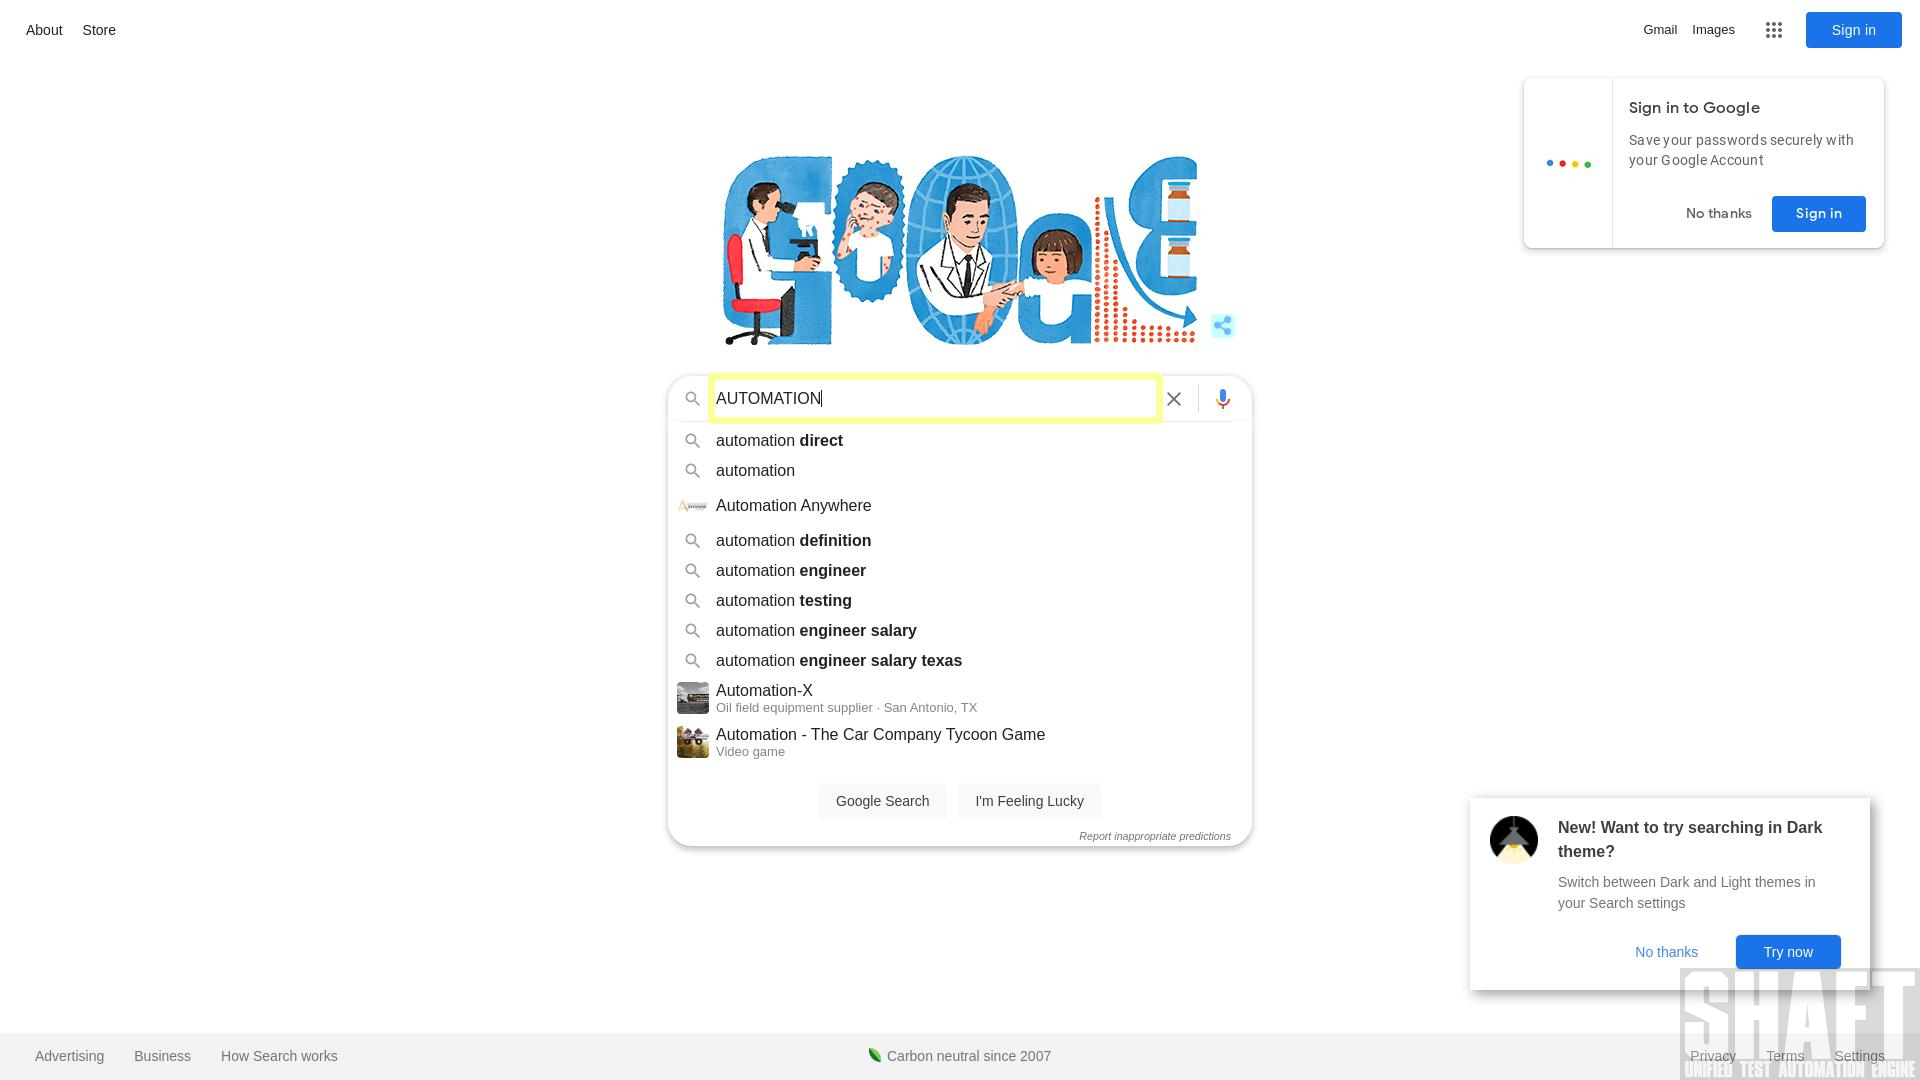 About Store
Gmail Images Sign in
Sign in to Google
Save your passwords securely with
your Google Account
No thanks Sign in
Google
AUTOMATION
automation direct
automation
Automation Anywhere
automation definition
automation engineer
automation testing
automation engineer salary
automation engineer salary texas
Automation-X
Oil field equipment supplier · San Antonio, TX
Automation - The Car Company Tycoon Game
Video game
Google Search I'm Feeling Lucky
Report inappropriate predictions
New! Want to try searching in Dark
theme?
Switch between Dark and Light themes in
your Search settings
No thanks Try now
Advertising Business How Search works
Carbon neutral since 2007
Privacy Terms Settings
SHAFT
UNIFIED TEST AUTOMATION ENGINE